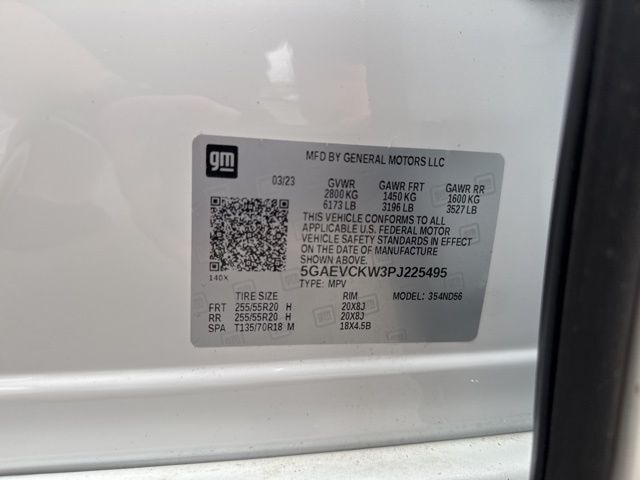 gm
MFD BY GENERAL MOTORS LLC
03/23 GVWR GAWR FRT GAWR RR
2800 KG 1450 KG 1600 KG
6173 LB 3196 LB 3527 LB
THIS VEHICLE CONFORMS TO ALL
APPLICABLE U.S. FEDERAL MOTOR
VEHICLE SAFETY STANDARDS IN EFFECT
ON THE DATE OF MANUFACTURE
SHOWN ABOVE.
140X 5GAEVCKW3PJ225495
TYPE: MPV
TIRE SIZE RIM MODEL: 354ND56
FRT 255/55R20 H 20X8J
RR 255/55R20 H 20X8J
SPA T135/70R18 M 18X4.5B